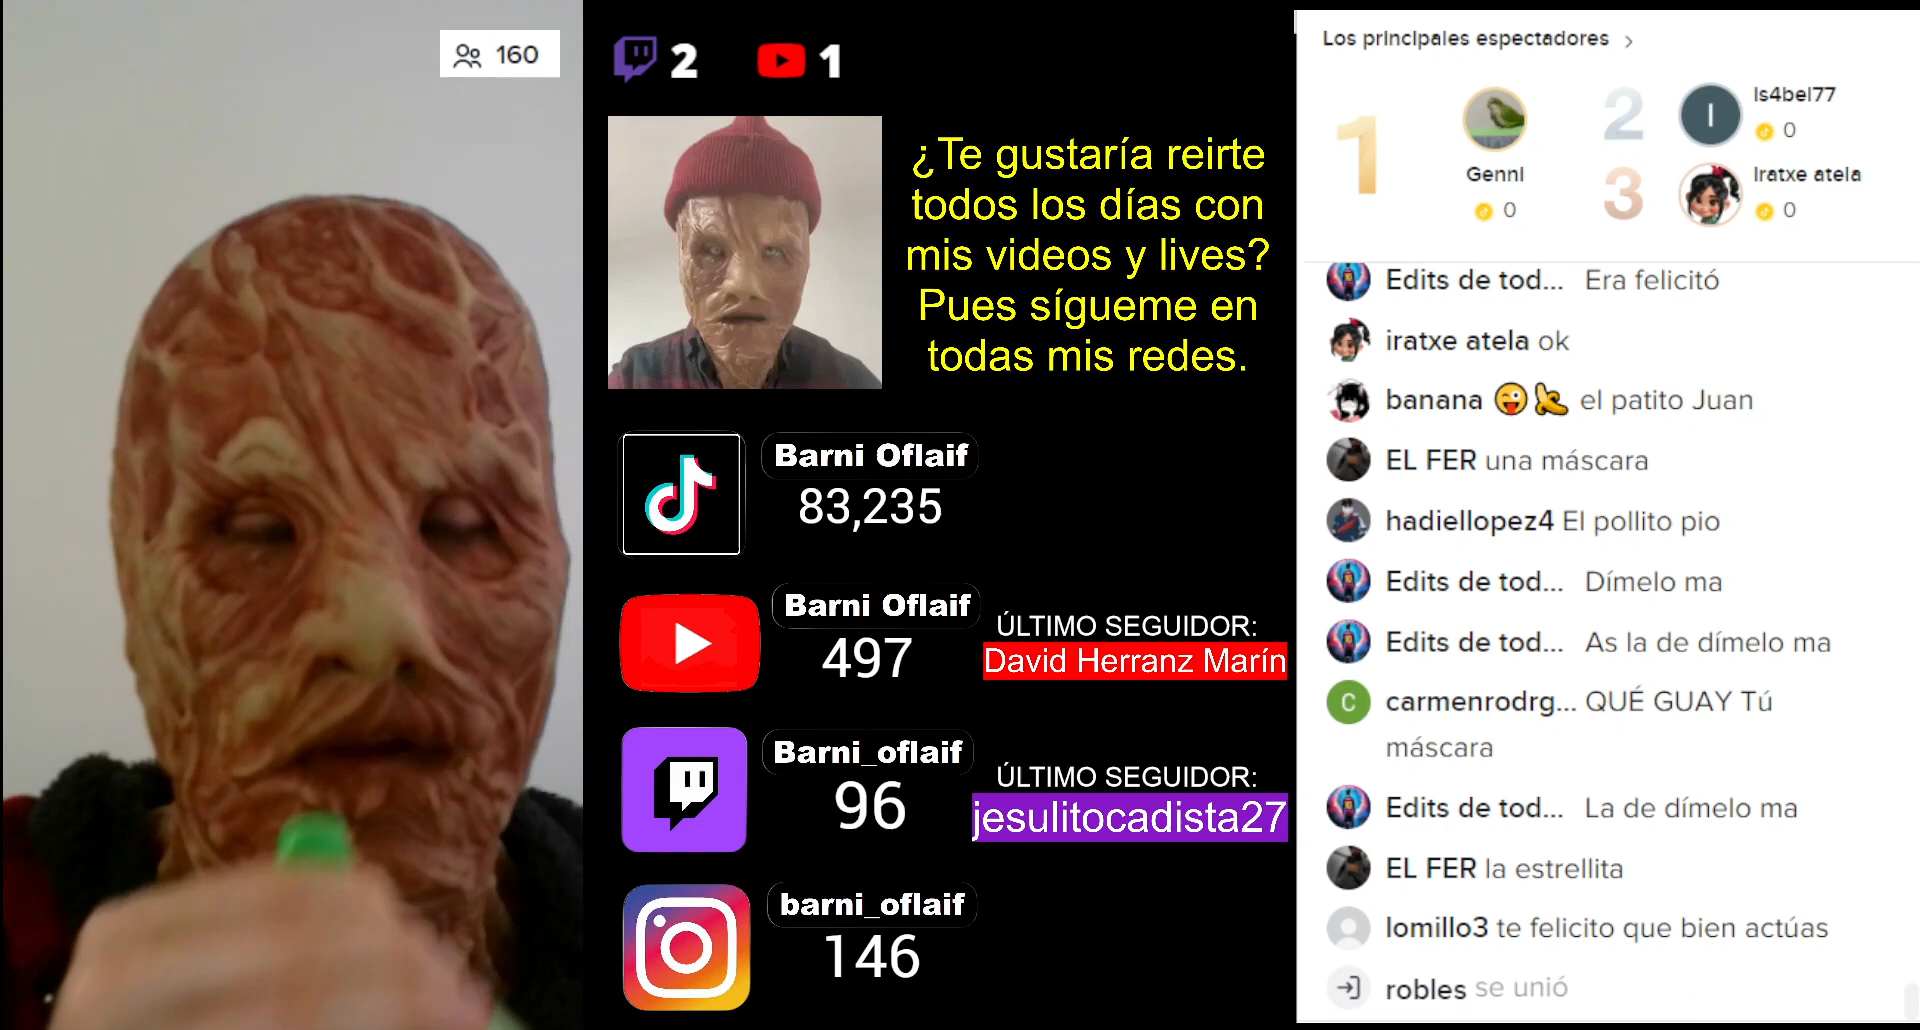 160
2
1
¿Te gustaría reirte
todos los días con
mis videos y lives?
Pues sígueme en
todas mis redes.
Barni Oflaif
83,235
Barni Oflaif
497
ÚLTIMO SEGUIDOR:
David Herranz Marín
Barni_oflaif
96
ÚLTIMO SEGUIDOR:
jesulitocadista27
barni_oflaif
146
Los principales espectadores >
1
GennI
0
2
I
Is4bel77
0
3
Iratxe atela
0
Edits de tod... Era felicitó
iratxe atela ok
banana 😜💪 el patito Juan
EL FER una máscara
hadiellopez4 El pollito pio
Edits de tod... Dímelo ma
Edits de tod... As la de dímelo ma
C
carmenrodrg... QUÉ GUAY Tú
máscara
Edits de tod... La de dímelo ma
EL FER la estrellita
lomillo3 te felicito que bien actúas
robles se unió